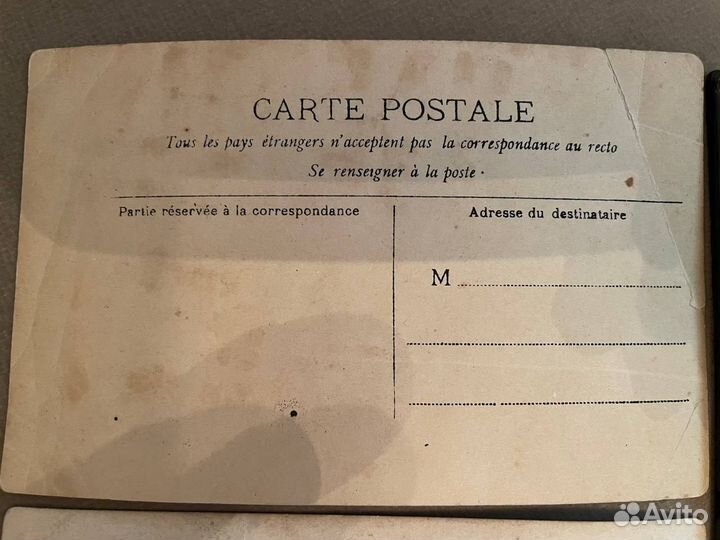 CARTE POSTALE
Tous les pays étrangers n'acceptent pas la correspondance au recto
Se renseigner à la poste.
Partie réservée à la correspondance
Adresse du destinataire
M
Avito